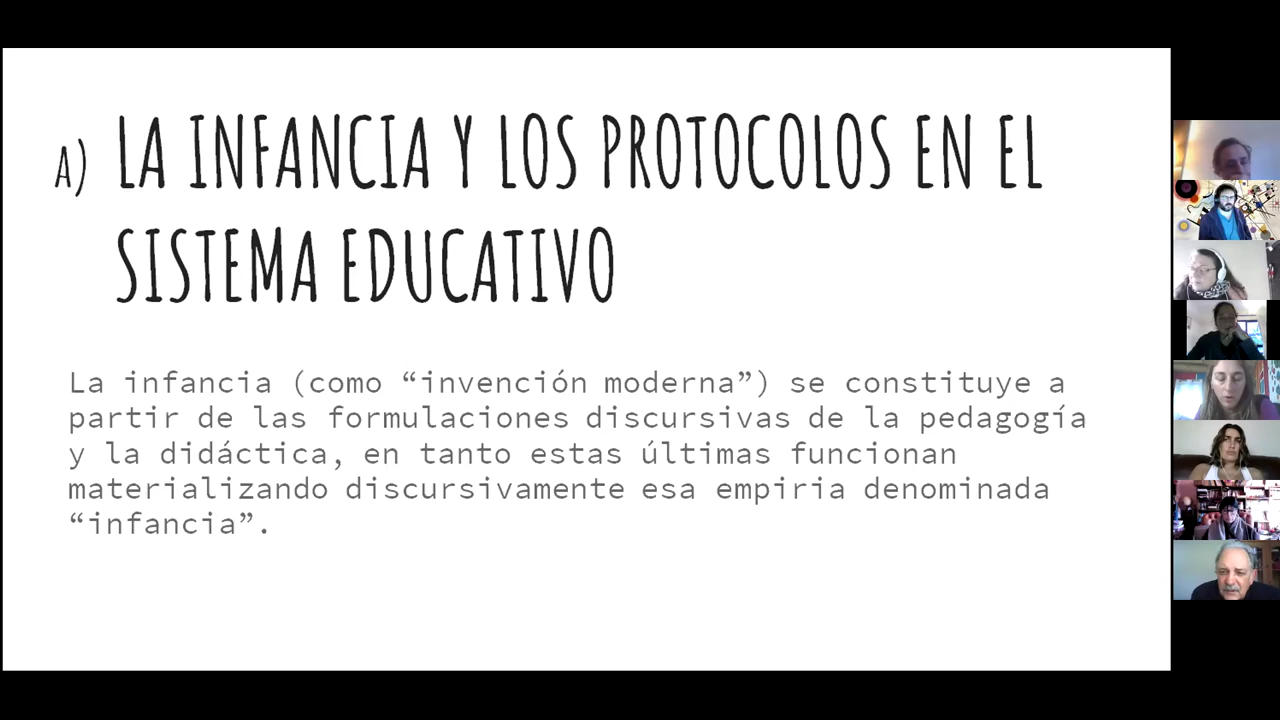 A) LA INFANCIA Y LOS PROTOCOLOS EN EL
SISTEMA EDUCATIVO
La infancia (como “invención moderna”) se constituye a
partir de las formulaciones discursivas de la pedagogía
y la didáctica, en tanto estas últimas funcionan
materializando discursivamente esa empiria denominada
“infancia”.